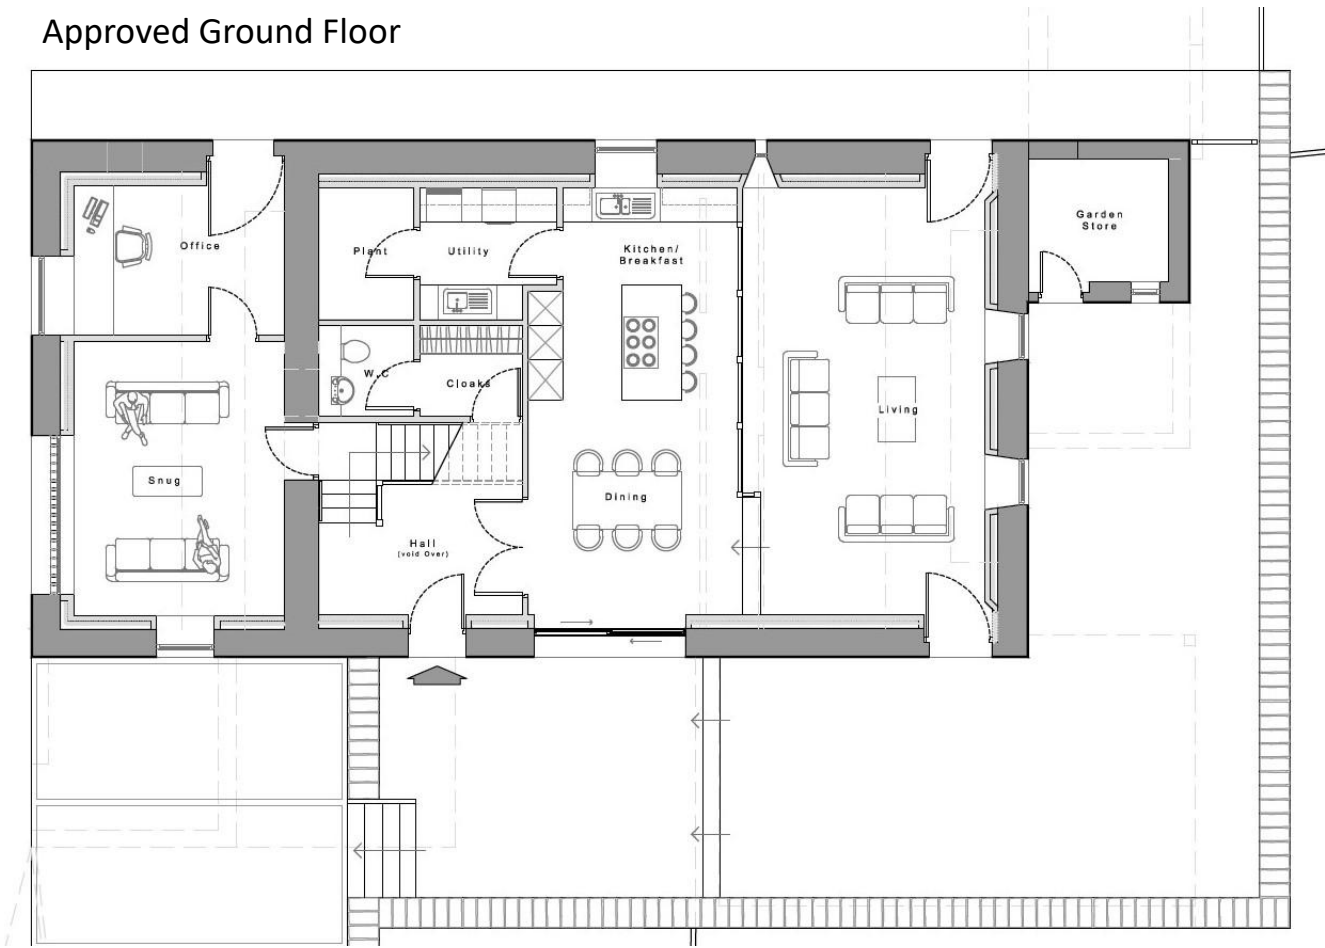 Approved Ground Floor
Garden
Store
Office
Plant
Utility
Kitchen/
Breakfast
W.C
Cloaks
Living
Snug
Dining
Hall
(void Over)